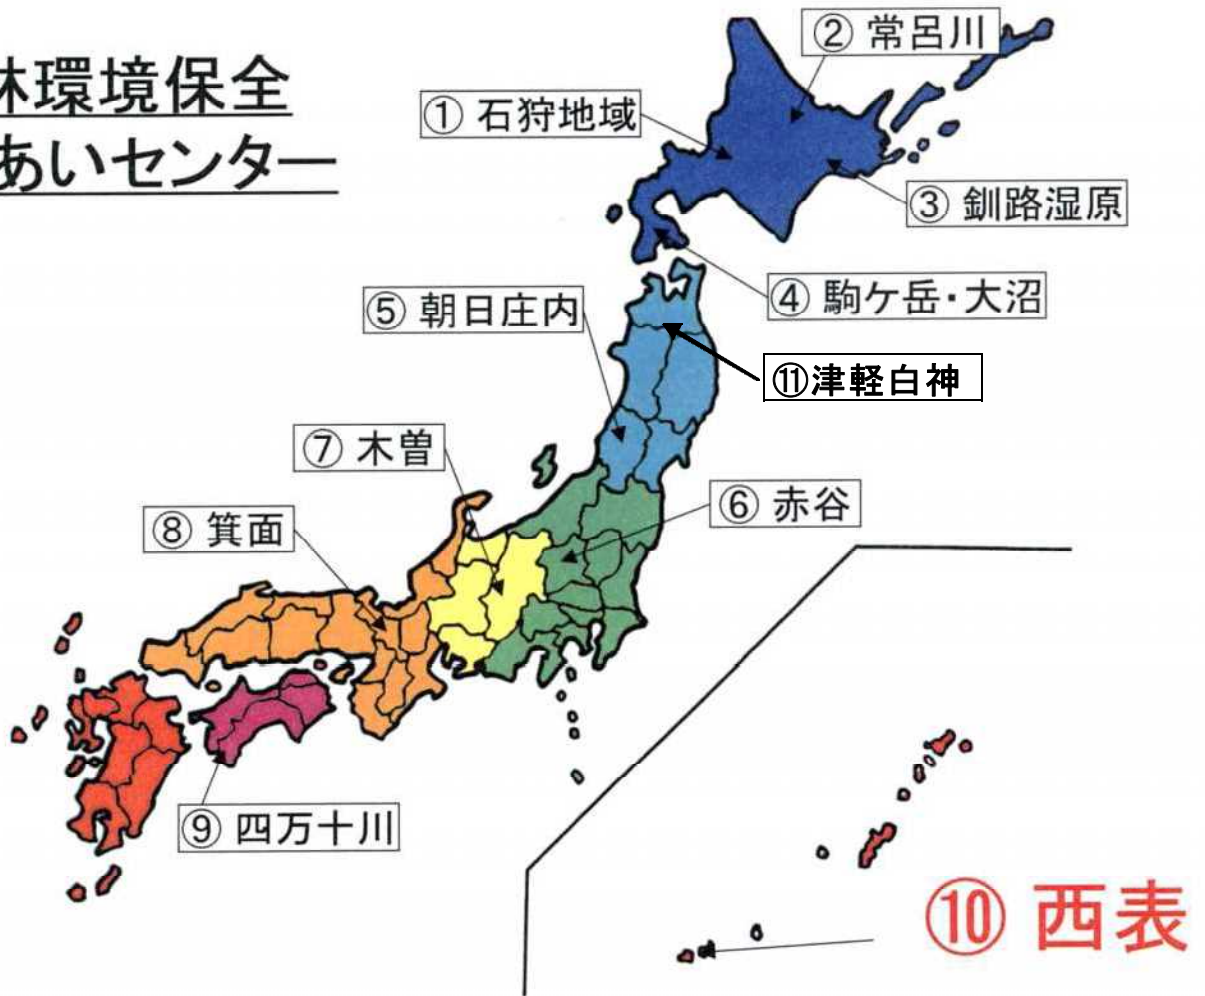 林環境保全
あいセンター
② 常呂川
① 石狩地域
③ 釧路湿原
④ 駒ケ岳・大沼
⑤ 朝日庄内
⑪津軽白神
⑦ 木曽
⑥ 赤谷
⑧ 箕面
⑨ 四万十川
⑩ 西表